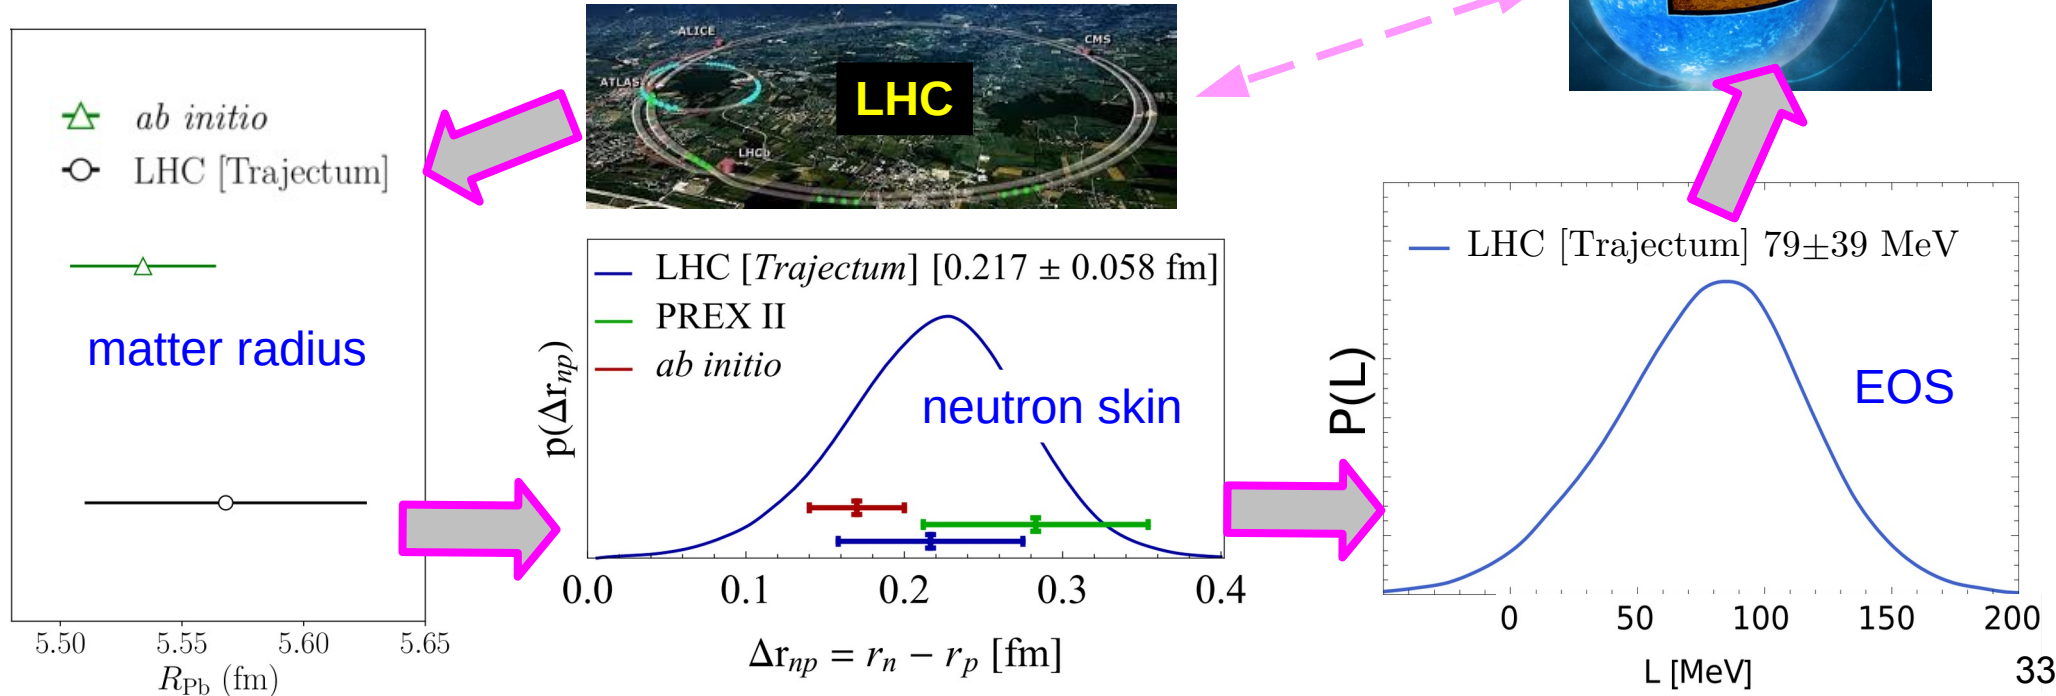 ab initio
LHC [Trajectum]
matter radius
5.50 5.55 5.60 5.65
R_Pb (fm)
ALICE
CMS
ATLAS
LHC
LHCb
LHC [Trajectum] [0.217 ± 0.058 fm]
PREX II
ab initio
neutron skin
p(Δr_np)
0.0 0.1 0.2 0.3 0.4
Δr_np = r_n − r_p [fm]
LHC [Trajectum] 79±39 MeV
EOS
P(L)
0 50 100 150 200
L [MeV]
33